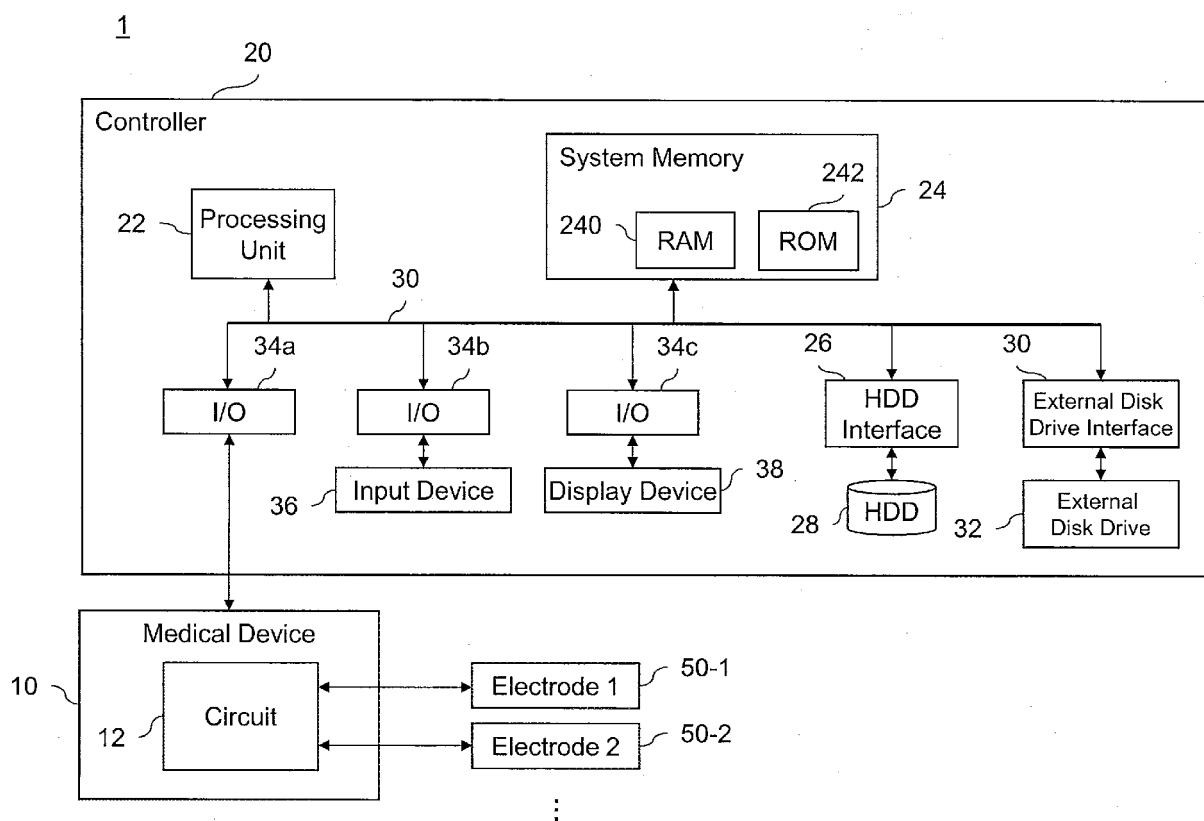 1
20
Controller
System Memory
242
24
22
Processing
Unit
240
RAM
ROM
30
34a
34b
34c
26
30
I/O
I/O
I/O
HDD
Interface
External Disk
Drive Interface
36
Input Device
Display Device
38
28
HDD
32
External
Disk Drive
Medical Device
10
12
Circuit
Electrode 1
50-1
Electrode 2
50-2